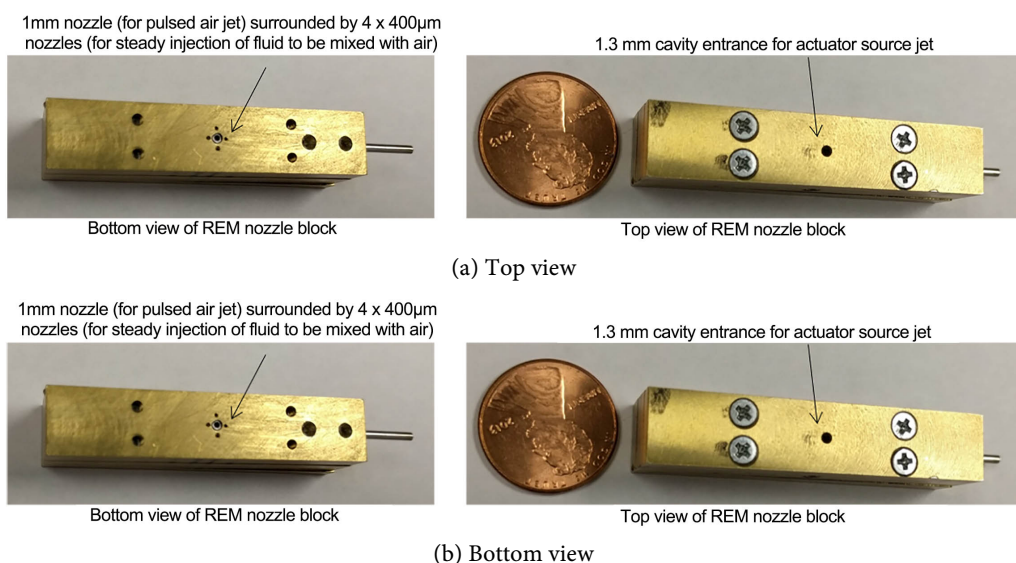 1mm nozzle (for pulsed air jet) surrounded by 4 x 400µm
nozzles (for steady injection of fluid to be mixed with air)
1.3 mm cavity entrance for actuator source jet
Bottom view of REM nozzle block
Top view of REM nozzle block
(a) Top view
1mm nozzle (for pulsed air jet) surrounded by 4 x 400µm
nozzles (for steady injection of fluid to be mixed with air)
1.3 mm cavity entrance for actuator source jet
Bottom view of REM nozzle block
Top view of REM nozzle block
(b) Bottom view